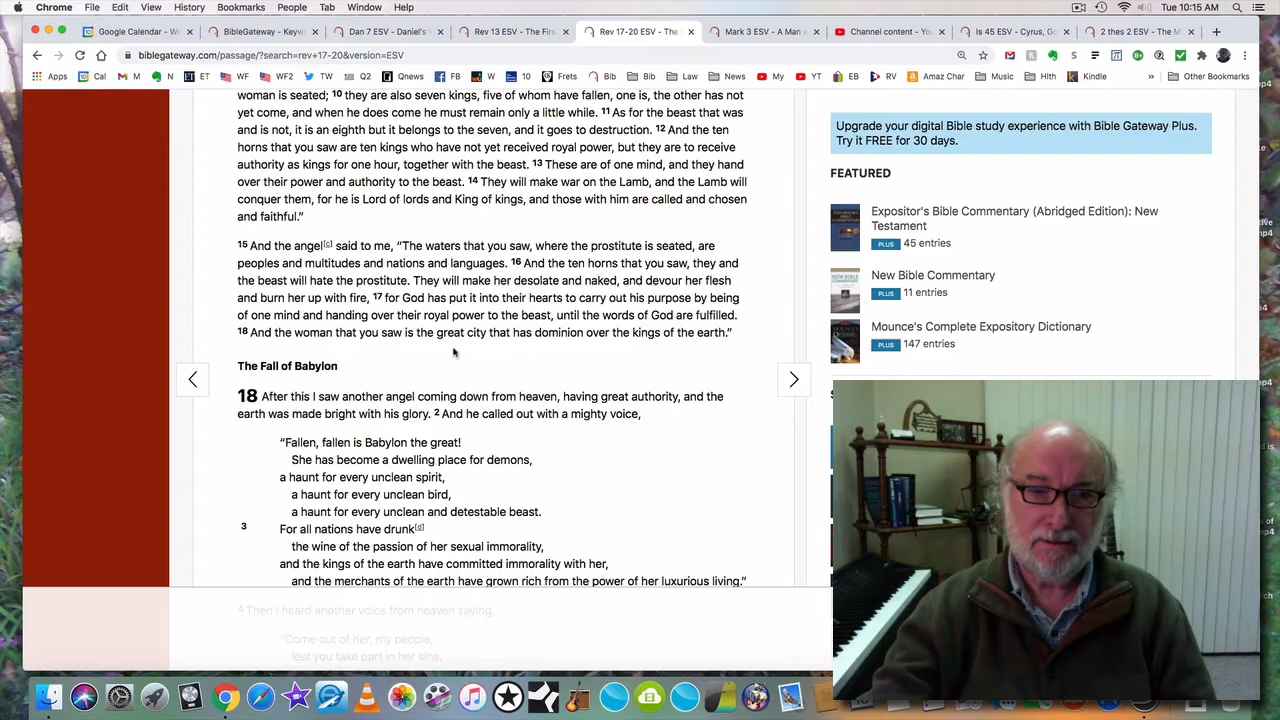 Chrome File Edit View History Bookmarks People Tab Window Help Tue 10:15 AM
Google Calendar - We BibleGateway - Keyw Dan 7 ESV - Daniel's V Rev 13 ESV - The First Rev 17-20 ESV - The Mark 3 ESV - A Man w Channel content - You Is 45 ESV - Cyrus, Go 2 thes 2 ESV - The M
biblegateway.com/passage/?search=rev+17-20&version=ESV
Apps Cal M N ET WF WF2 TW Q2 Qnews FB 10 Frets Bib Bib Law News My YT EB RV Amaz Char Bkmark Hlth Kindle » Other Bookmarks
woman is seated; 10 they are also seven kings, five of whom have fallen, one is, the other has not
yet come, and when he does come he must remain only a little while. 11 As for the beast that was
and is not, it is an eighth but it belongs to the seven, and it goes to destruction. 12 And the ten
horns that you saw are ten kings who have not yet received royal power, but they are to receive
authority as kings for one hour, together with the beast. 13 These are of one mind, and they hand
over their power and authority to the beast. 14 They will make war on the Lamb, and the Lamb will
conquer them, for he is Lord of lords and King of kings, and those with him are called and chosen
and faithful.”
15 And the angel[c] said to me, “The waters that you saw, where the prostitute is seated, are
peoples and multitudes and nations and languages. 16 And the ten horns that you saw, they and
the beast will hate the prostitute. They will make her desolate and naked, and devour her flesh
and burn her up with fire, 17 for God has put it into their hearts to carry out his purpose by being
of one mind and handing over their royal power to the beast, until the words of God are fulfilled.
18 And the woman that you saw is the great city that has dominion over the kings of the earth.”
The Fall of Babylon
18 After this I saw another angel coming down from heaven, having great authority, and the
earth was made bright with his glory. 2 And he called out with a mighty voice,
“Fallen, fallen is Babylon the great!
She has become a dwelling place for demons,
a haunt for every unclean spirit,
a haunt for every unclean bird,
a haunt for every unclean and detestable beast.
3 For all nations have drunk[d]
the wine of the passion of her sexual immorality,
and the kings of the earth have committed immorality with her,
and the merchants of the earth have grown rich from the power of her luxurious living.”
4 Then I heard another voice from heaven saying,
“Come out of her, my people,
lest you take part in her sins,
Upgrade your digital Bible study experience with Bible Gateway Plus.
Try it FREE for 30 days.
FEATURED
Expositor's Bible Commentary (Abridged Edition): New
Testament
PLUS 45 entries
New Bible Commentary
PLUS 11 entries
Mounce's Complete Expository Dictionary
PLUS 147 entries